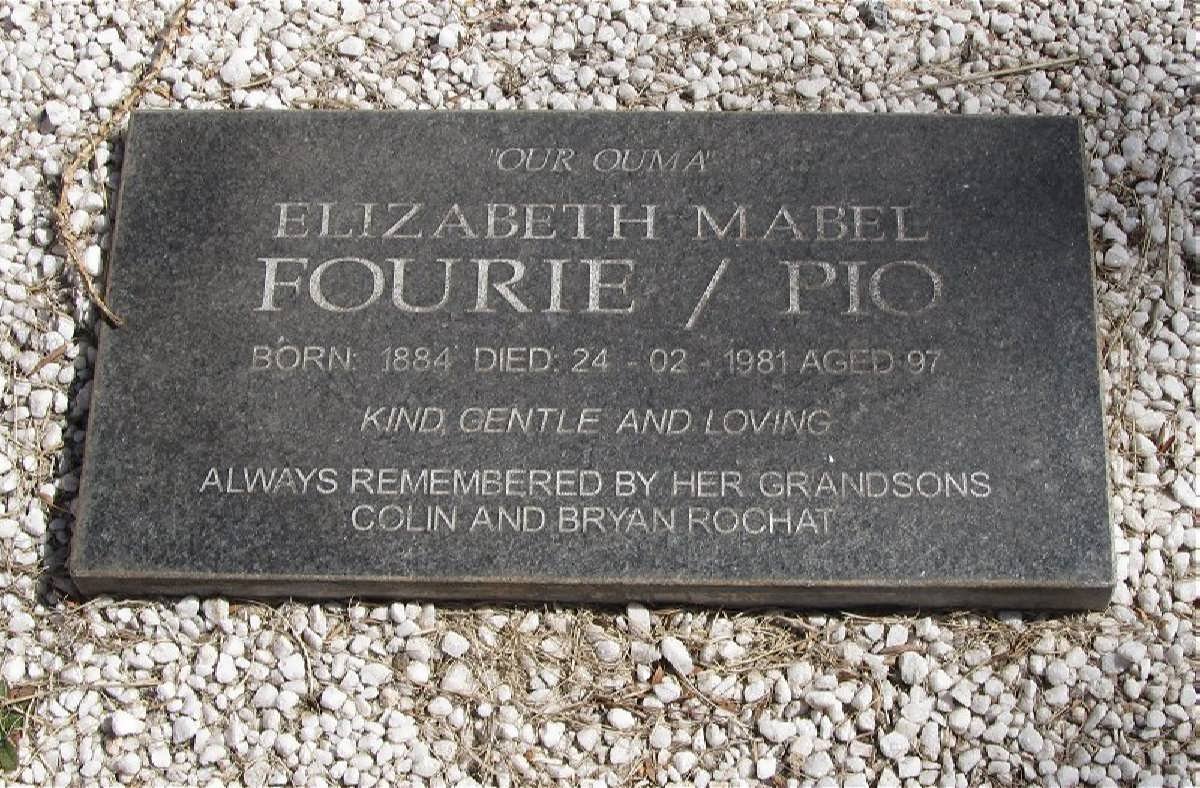 "OUR OUMA"
ELIZABETH MABEL
FOURIE / PIO
BORN: 1884 DIED: 24 - 02 - 1981 AGED 97
KIND, GENTLE AND LOVING
ALWAYS REMEMBERED BY HER GRANDSONS
COLIN AND BRYAN ROCHAT